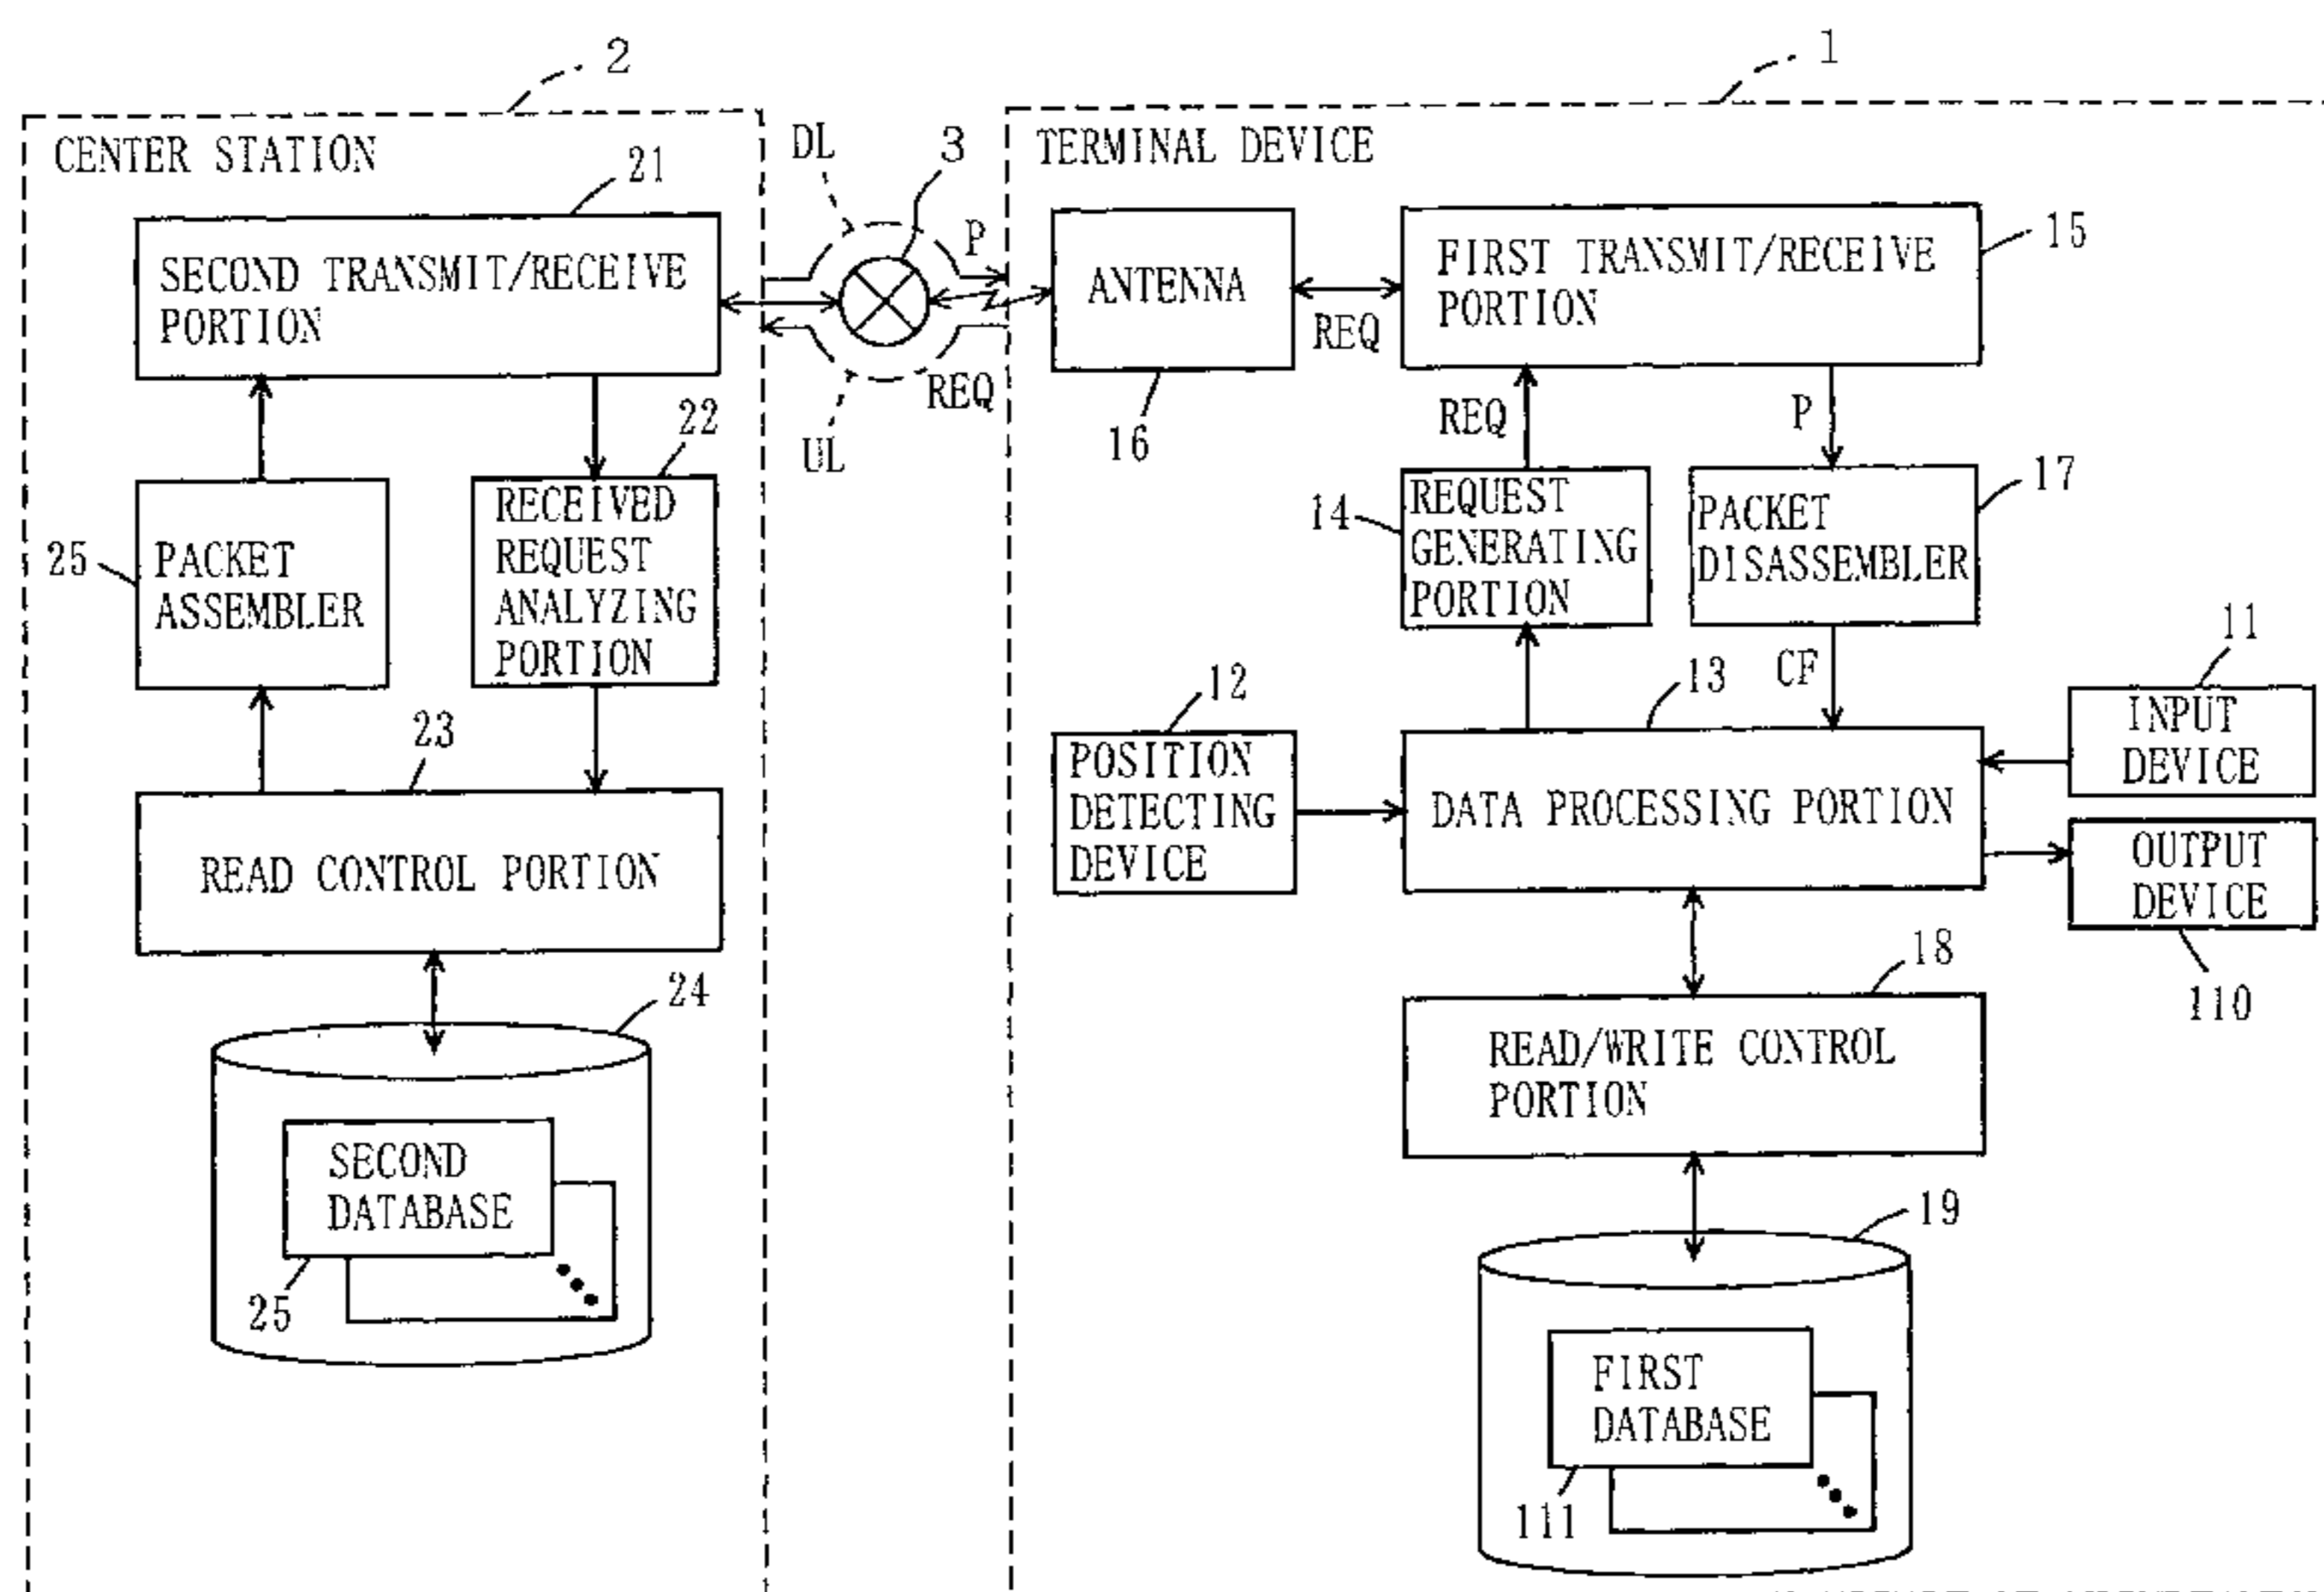 2
1
CENTER STATION
21
SECOND TRANSMIT/RECEIVE
PORTION
22
25
PACKET
ASSEMBLER
RECEIVED
REQUEST
ANALYZING
PORTION
23
READ CONTROL PORTION
24
SECOND
DATABASE
25
DL
3
P
REQ
UL
TERMINAL DEVICE
ANTENNA
16
REQ
FIRST TRANSMIT/RECEIVE
PORTION
15
REQ
P
14
REQUEST
GENERATING
PORTION
PACKET
DISASSEMBLER
17
CF
12
POSITION
DETECTING
DEVICE
13
DATA PROCESSING PORTION
11
INPUT
DEVICE
OUTPUT
DEVICE
110
18
READ/WRITE CONTROL
PORTION
19
FIRST
DATABASE
111